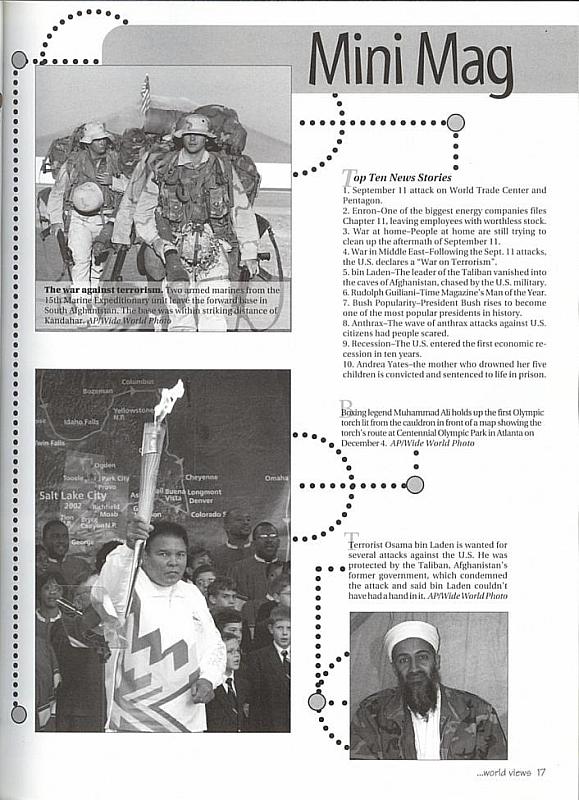 Mini Mag
The war against terrorism. Two armed marines from the
15th Marine Expeditionary unit leave the forward base in
South Afghanistan. The base was within striking distance of
Kandahar. AP/Wide World Photo
Top Ten News Stories
1. September 11 attack on World Trade Center and
Pentagon.
2. Enron–One of the biggest energy companies files
Chapter 11, leaving employees with worthless stock.
3. War at home–People at home are still trying to
clean up the aftermath of September 11.
4. War in Middle East–Following the Sept. 11 attacks,
the U.S. declares a "War on Terrorism".
5. bin Laden–The leader of the Taliban vanished into
the caves of Afghanistan, chased by the U.S. military.
6. Rudolph Guiliani–Time Magazine's Man of the Year.
7. Bush Popularity–President Bush rises to become
one of the most popular presidents in history.
8. Anthrax–The wave of anthrax attacks against U.S.
citizens had people scared.
9. Recession–The U.S. entered the first economic re-
cession in ten years.
10. Andrea Yates–the mother who drowned her five
children is convicted and sentenced to life in prison.
Boxing legend Muhammad Ali holds up the first Olympic
torch lit from the cauldron in front of a map showing the
torch's route at Centennial Olympic Park in Atlanta on
December 4. AP/Wide World Photo
Columbus
Bozeman
Yellowstone
N.P.
Idaho Falls
Twin Falls
Ogden
Tooele
Park City
Provo
Cheyenne
Omaha
Salt Lake City
2002
Vail
Buena
Vista
Longmont
Denver
Richfield
Moab
Colorado S
Zion
Bryce
Canyon N.P.
George
Terrorist Osama bin Laden is wanted for
several attacks against the U.S. He was
protected by the Taliban, Afghanistan's
former government, which condemned
the attack and said bin Laden couldn't
have had a hand in it. AP/Wide World Photo
...world views 17